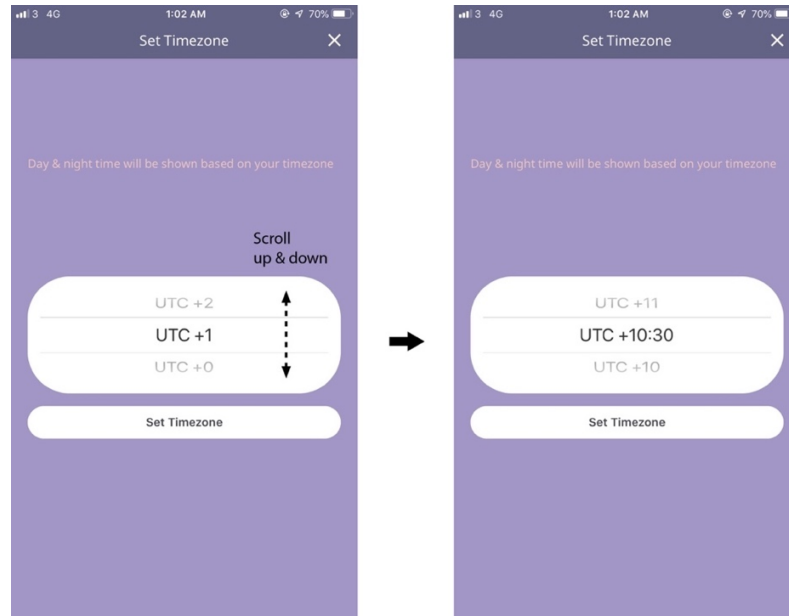 3 4G 1:02 AM 70%
Set Timezone
Day & night time will be shown based on your timezone
Scroll
up & down
UTC +2
UTC +1
UTC +0
Set Timezone
3 4G 1:02 AM 70%
Set Timezone
Day & night time will be shown based on your timezone
UTC +11
UTC +10:30
UTC +10
Set Timezone